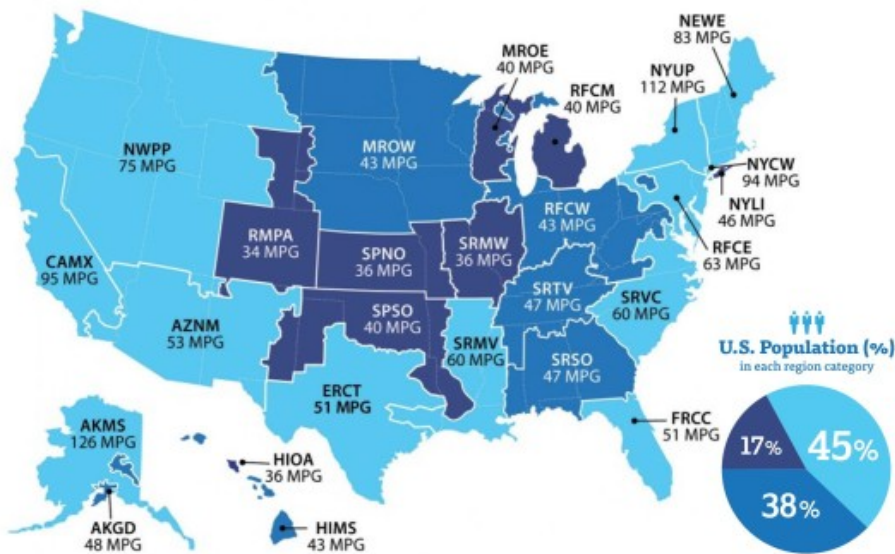 NEWE
83 MPG
MROE
40 MPG
NYUP
112 MPG
RFCM
40 MPG
NWPP
75 MPG
MROW
43 MPG
NYCW
94 MPG
NYLI
46 MPG
RFCW
43 MPG
RMPA
34 MPG
SPNO
36 MPG
SRMW
36 MPG
RFCE
63 MPG
CAMX
95 MPG
SRTV
47 MPG
SRVC
60 MPG
SPSO
40 MPG
AZNM
53 MPG
SRMV
60 MPG
SRSO
47 MPG
U.S. Population (%)
in each region category
ERCT
51 MPG
AKMS
126 MPG
FRCC
51 MPG
17%
45%
HIOA
36 MPG
38%
AKGD
48 MPG
HIMS
43 MPG